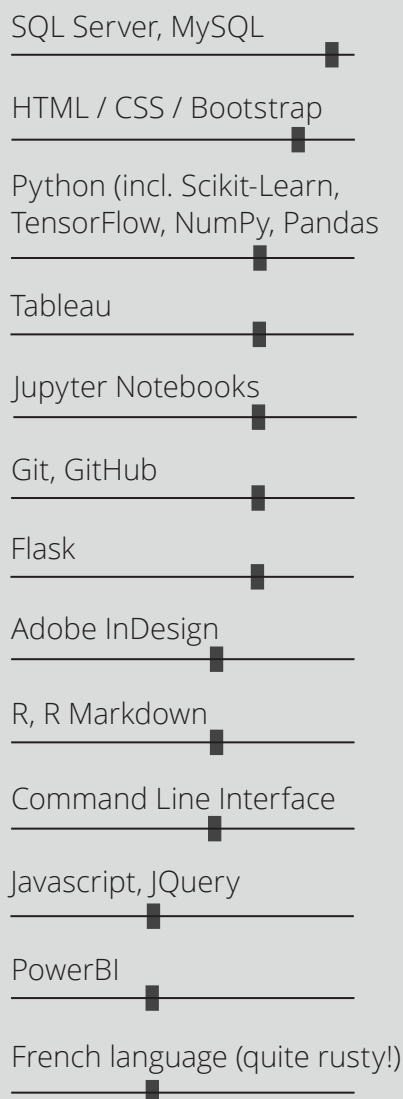 SQL Server, MySQL
HTML / CSS / Bootstrap
Python (incl. Scikit-Learn,
TensorFlow, NumPy, Pandas
Tableau
Jupyter Notebooks
Git, GitHub
Flask
Adobe InDesign
R, R Markdown
Command Line Interface
Javascript, JQuery
PowerBI
French language (quite rusty!)